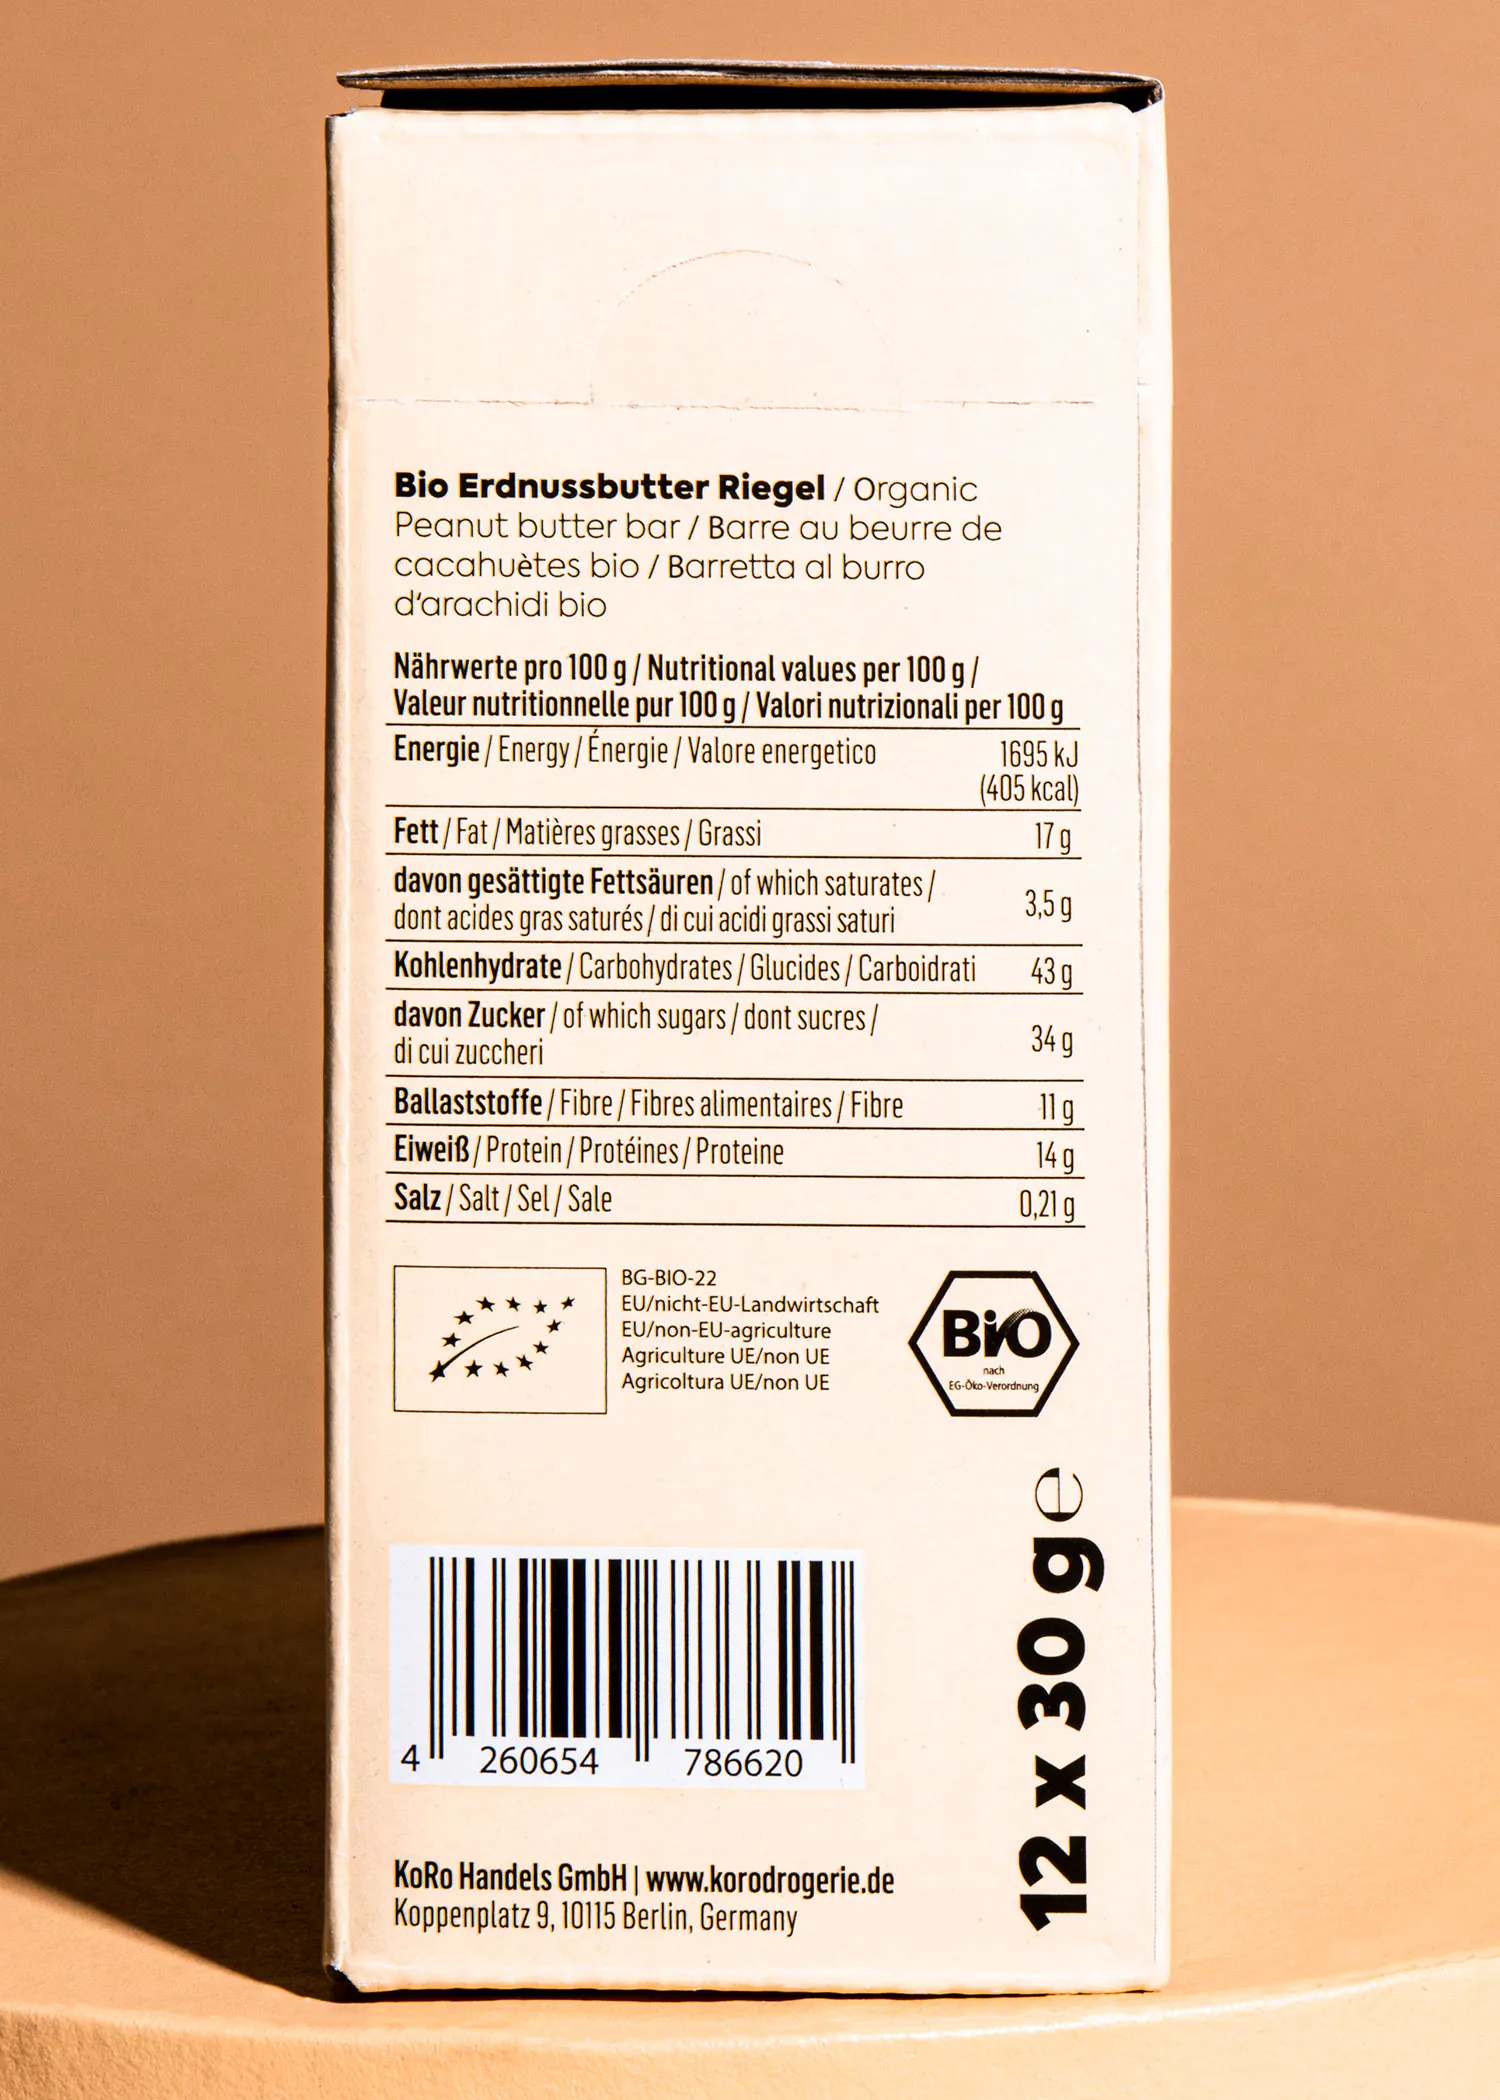 Bio Erdnussbutter Riegel / Organic
Peanut butter bar / Barre au beurre de
cacahuètes bio / Barretta al burro
d'arachidi bio
Nährwerte pro 100 g / Nutritional values per 100 g /
Valeur nutritionnelle pur 100 g / Valori nutrizionali per 100 g
Energie / Energy / Énergie / Valore energetico 1695 kJ
(405 kcal)
Fett / Fat / Matières grasses / Grassi 17 g
davon gesättigte Fettsäuren / of which saturates /
dont acides gras saturés / di cui acidi grassi saturi 3,5 g
Kohlenhydrate / Carbohydrates / Glucides / Carboidrati 43 g
davon Zucker / of which sugars / dont sucres /
di cui zuccheri 34 g
Ballaststoffe / Fibre / Fibres alimentaires / Fibre 11 g
Eiweiß / Protein / Protéines / Proteine 14 g
Salz / Salt / Sel / Sale 0,21 g
BG-BIO-22
EU/nicht-EU-Landwirtschaft
EU/non-EU-agriculture
Agriculture UE/non UE
Agricoltura UE/non UE
BiO
nach
EG-Öko-Verordnung
12 x 30 g e
4 260654 786620
KoRo Handels GmbH | www.korodrogerie.de
Koppenplatz 9, 10115 Berlin, Germany